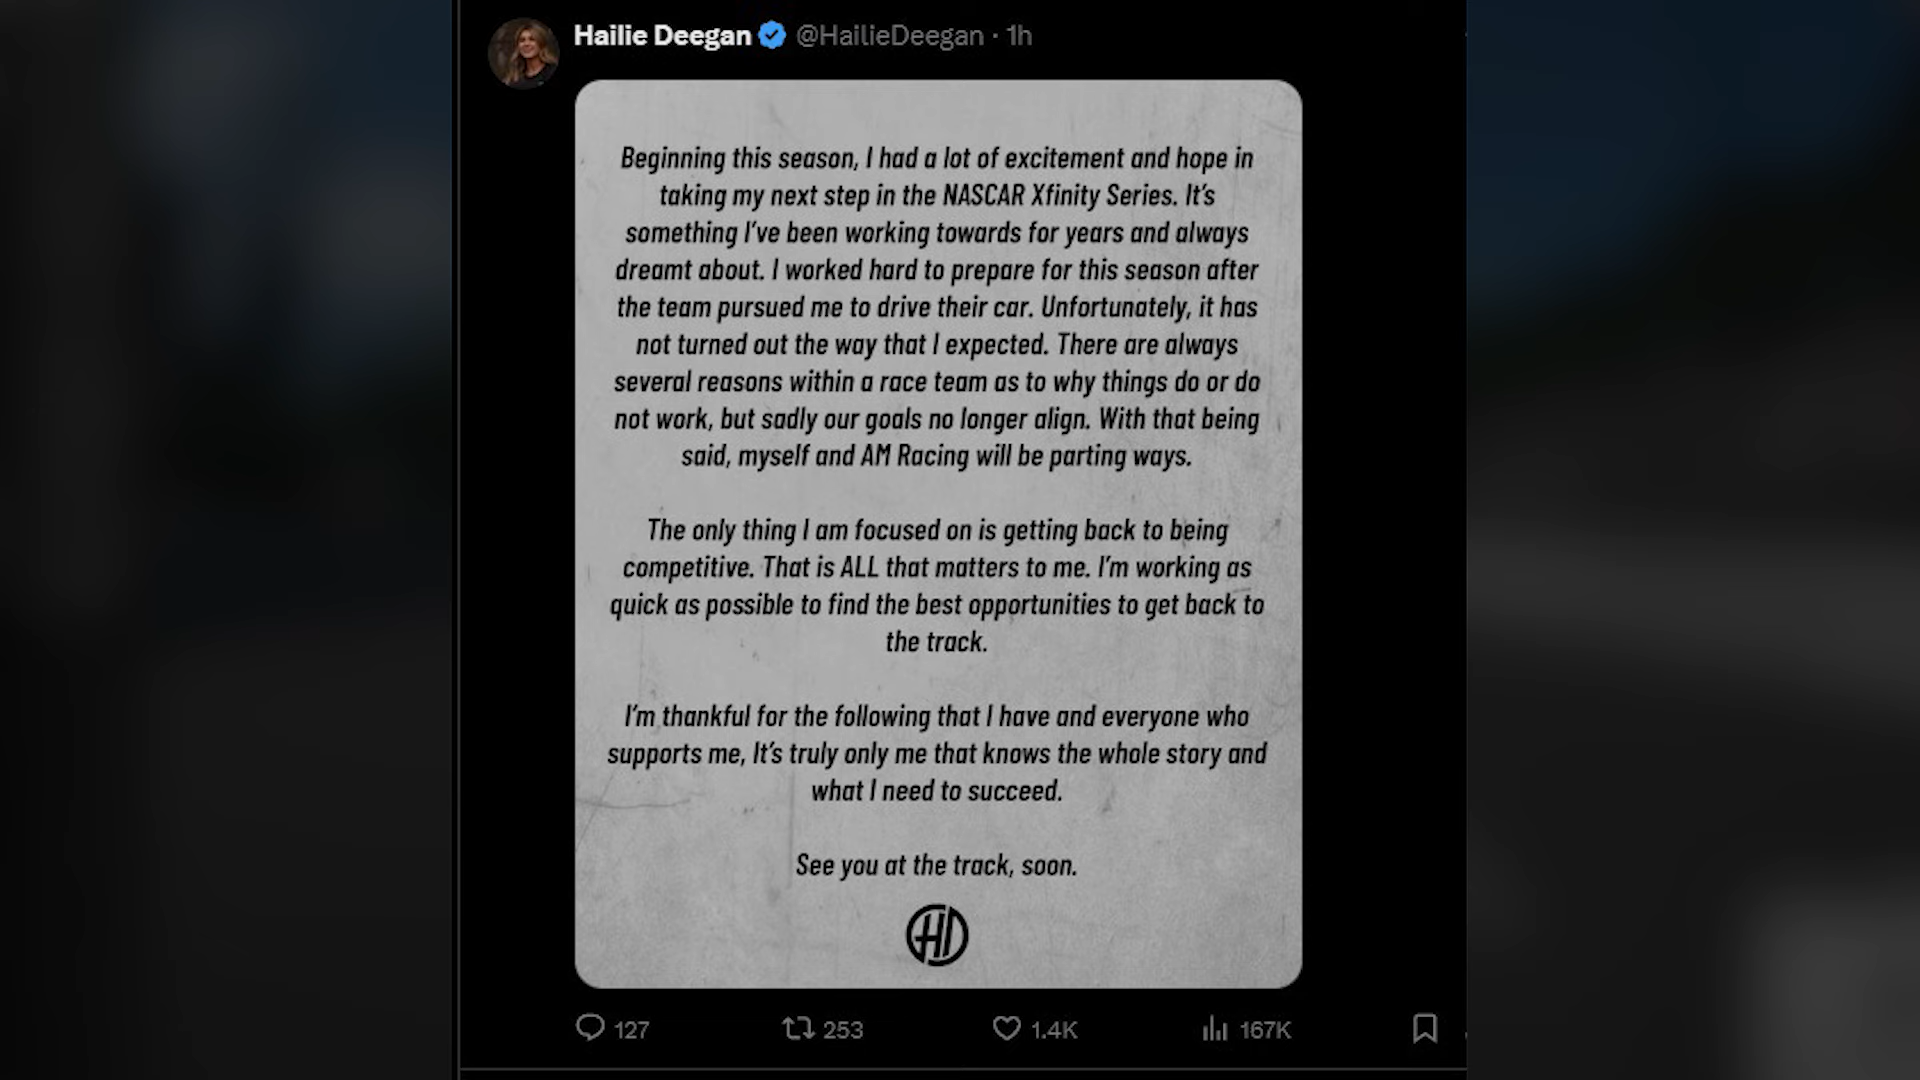 Hailie Deegan @HailieDeegan · 1h
Beginning this season, I had a lot of excitement and hope in
taking my next step in the NASCAR Xfinity Series. It's
something I've been working towards for years and always
dreamt about. I worked hard to prepare for this season after
the team pursued me to drive their car. Unfortunately, it has
not turned out the way that I expected. There are always
several reasons within a race team as to why things do or do
not work, but sadly our goals no longer align. With that being
said, myself and AM Racing will be parting ways.
The only thing I am focused on is getting back to being
competitive. That is ALL that matters to me. I'm working as
quick as possible to find the best opportunities to get back to
the track.
I'm thankful for the following that I have and everyone who
supports me, It's truly only me that knows the whole story and
what I need to succeed.
See you at the track, soon.
HD
127 253 1.4K 167K